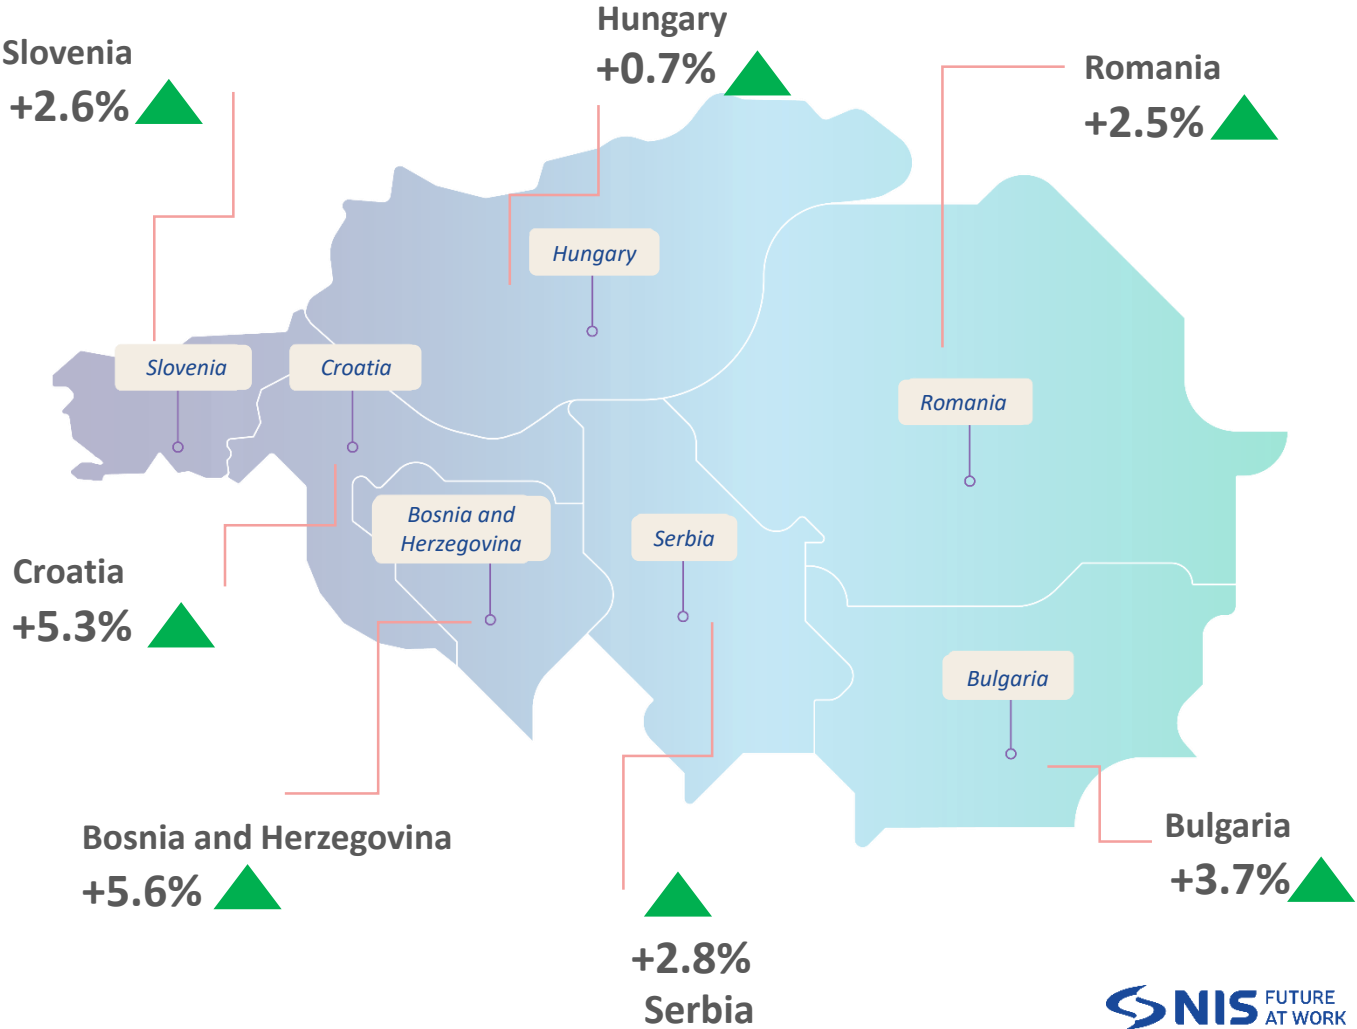 Hungary
+0.7%
Slovenia
+2.6%
Romania
+2.5%
Hungary
Slovenia
Croatia
Romania
Bosnia and
Herzegovina
Serbia
Croatia
+5.3%
Bulgaria
Bosnia and Herzegovina
+5.6%
Bulgaria
+3.7%
+2.8%
Serbia
NIS FUTURE
AT WORK